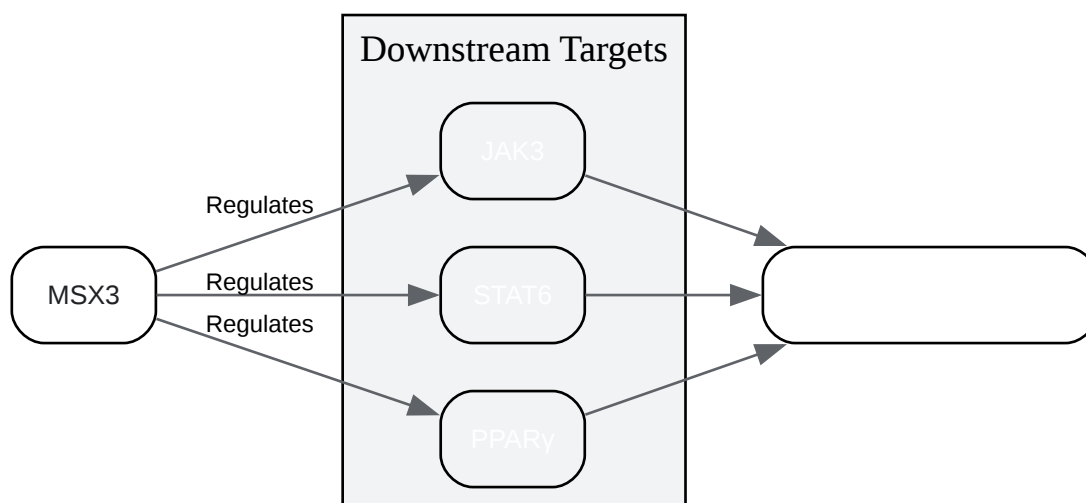 Downstream Targets
JAK3
Regulates
MSX3
Regulates
STAT6
Regulates
PPARγ